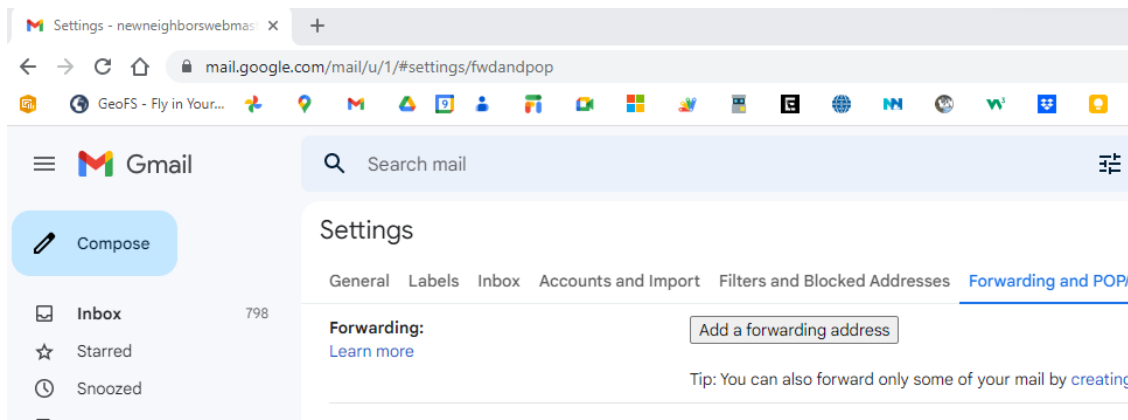 Settings - newneighborswebmas
mail.google.com/mail/u/1/#settings/fwdandpop
GeoFS - Fly in Your...
9
Gmail
Search mail
Compose
Settings
General Labels Inbox Accounts and Import Filters and Blocked Addresses Forwarding and POP/
Inbox 798
Forwarding: Add a forwarding address
Learn more
Starred
Tip: You can also forward only some of your mail by creating
Snoozed